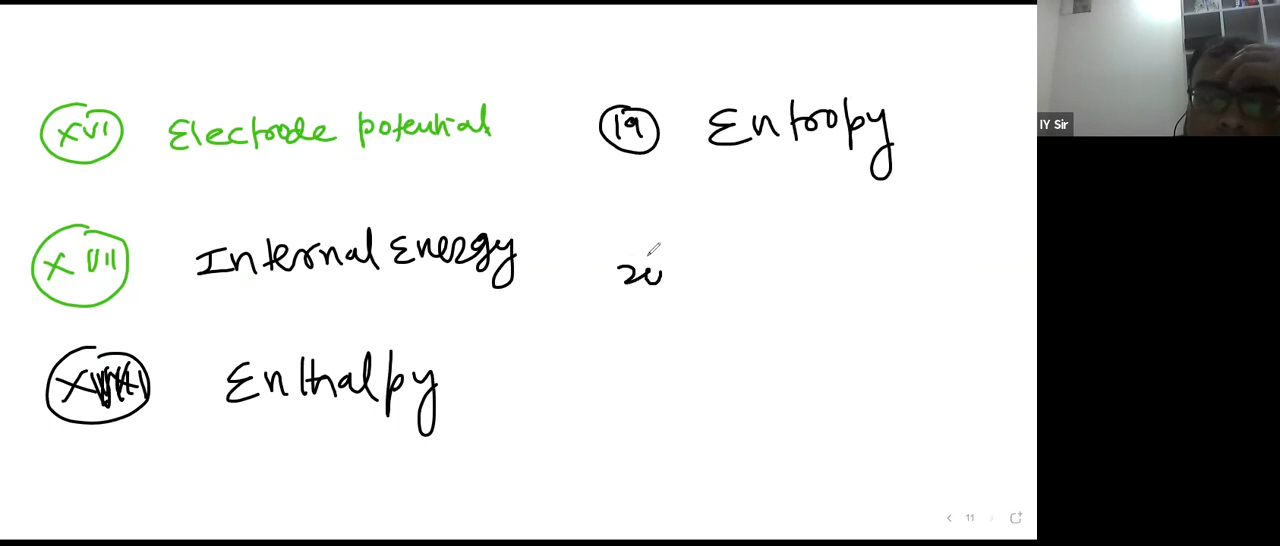 XVI Electrode potential
XVII Internal Energy
Enthalpy
19 Entropy
20
IY Sir
11